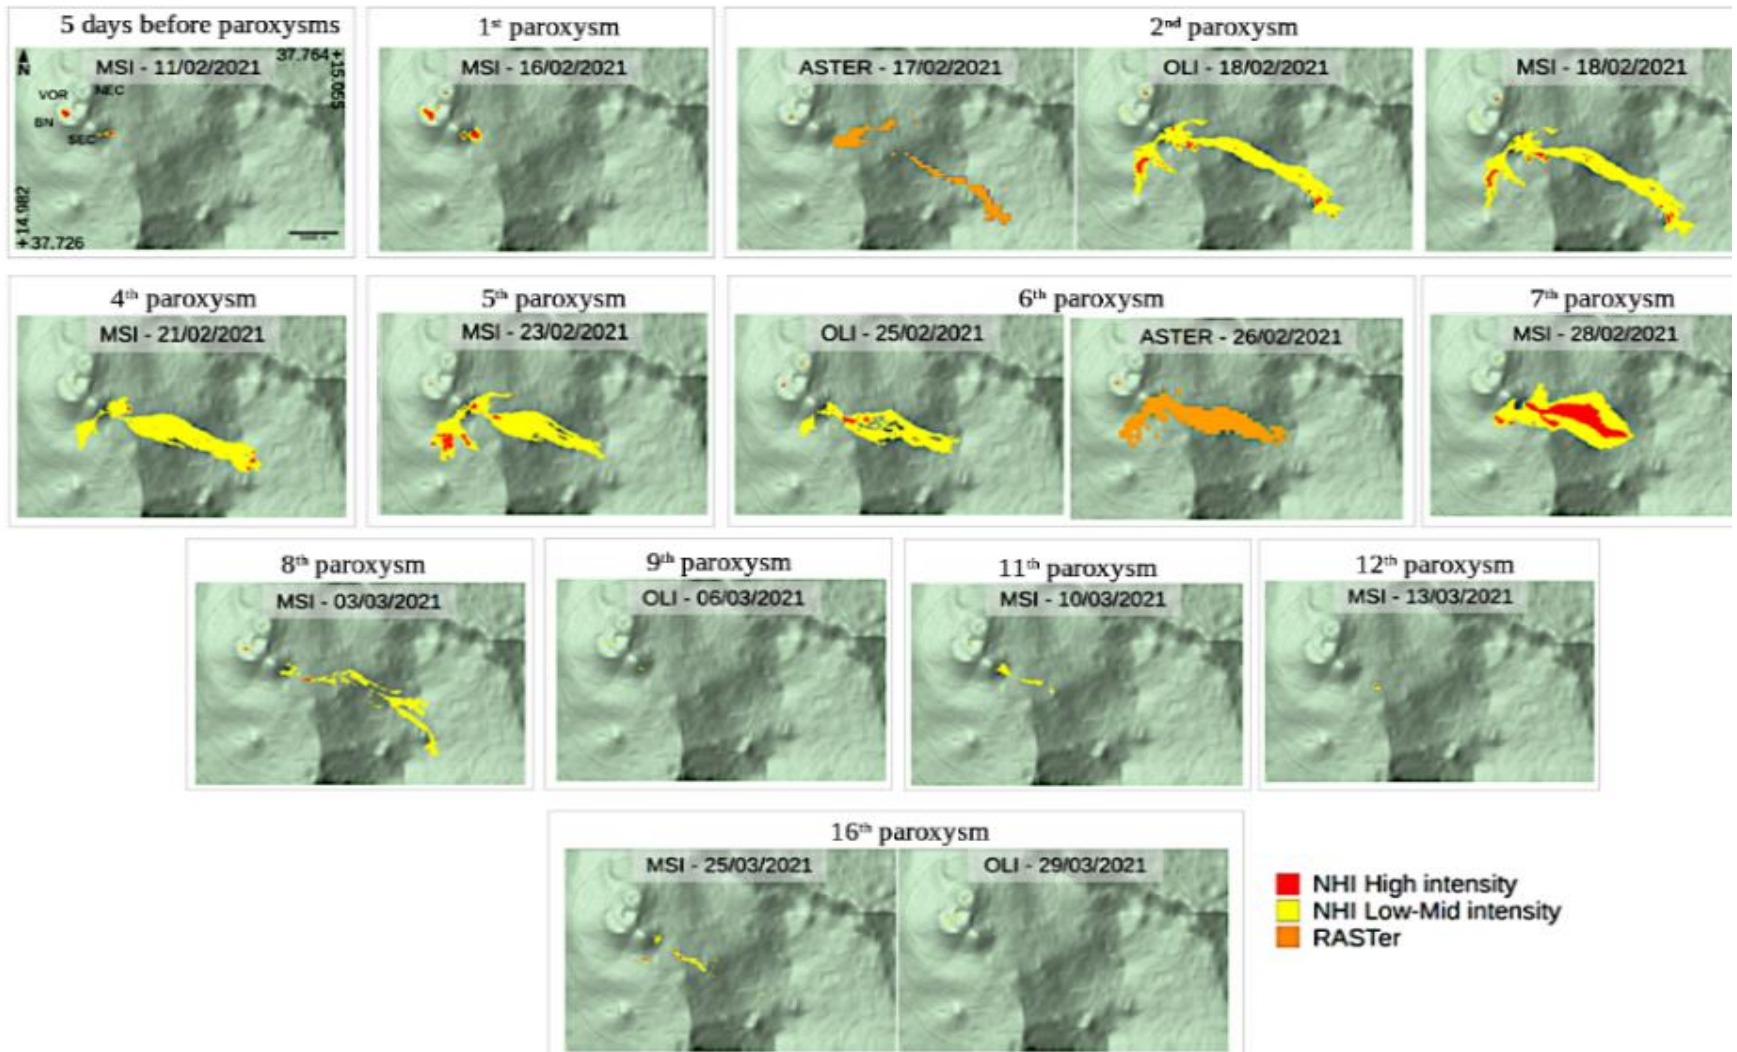 5 days before paroxysms
MSI - 11/02/2021
37.764+
+15.055
N
VOR
NEC
BN
SEC
+14.982
+37.726
1st paroxysm
MSI - 16/02/2021
2nd paroxysm
ASTER - 17/02/2021
OLI - 18/02/2021
MSI - 18/02/2021
4th paroxysm
MSI - 21/02/2021
5th paroxysm
MSI - 23/02/2021
6th paroxysm
OLI - 25/02/2021
ASTER - 26/02/2021
7th paroxysm
MSI - 28/02/2021
8th paroxysm
MSI - 03/03/2021
9th paroxysm
OLI - 06/03/2021
11th paroxysm
MSI - 10/03/2021
12th paroxysm
MSI - 13/03/2021
16th paroxysm
MSI - 25/03/2021
OLI - 29/03/2021
NHI High intensity
NHI Low-Mid intensity
RASTer